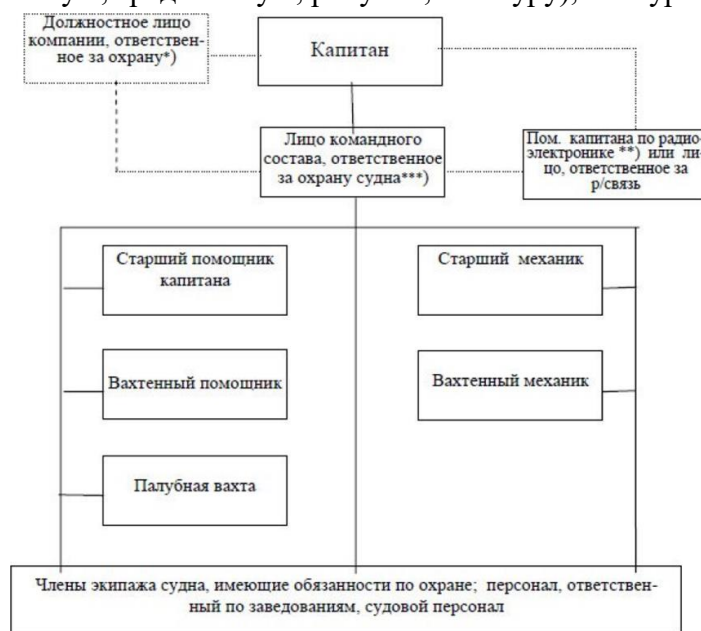 Должностное лицо
компании, ответствен-
ное за охрану*)
Капитан
Лицо командного
состава, ответственное
за охрану судна***)
Пом. капитана по радио-
электронике **) или ли-
цо, ответственное за
р/связь
Старший помощник
капитана
Старший механик
Вахтенный помощник
Вахтенный механик
Палубная вахта
Члены экипажа судна, имеющие обязанности по охране; персонал, ответствен-
ный по заведованиям, судовой персонал